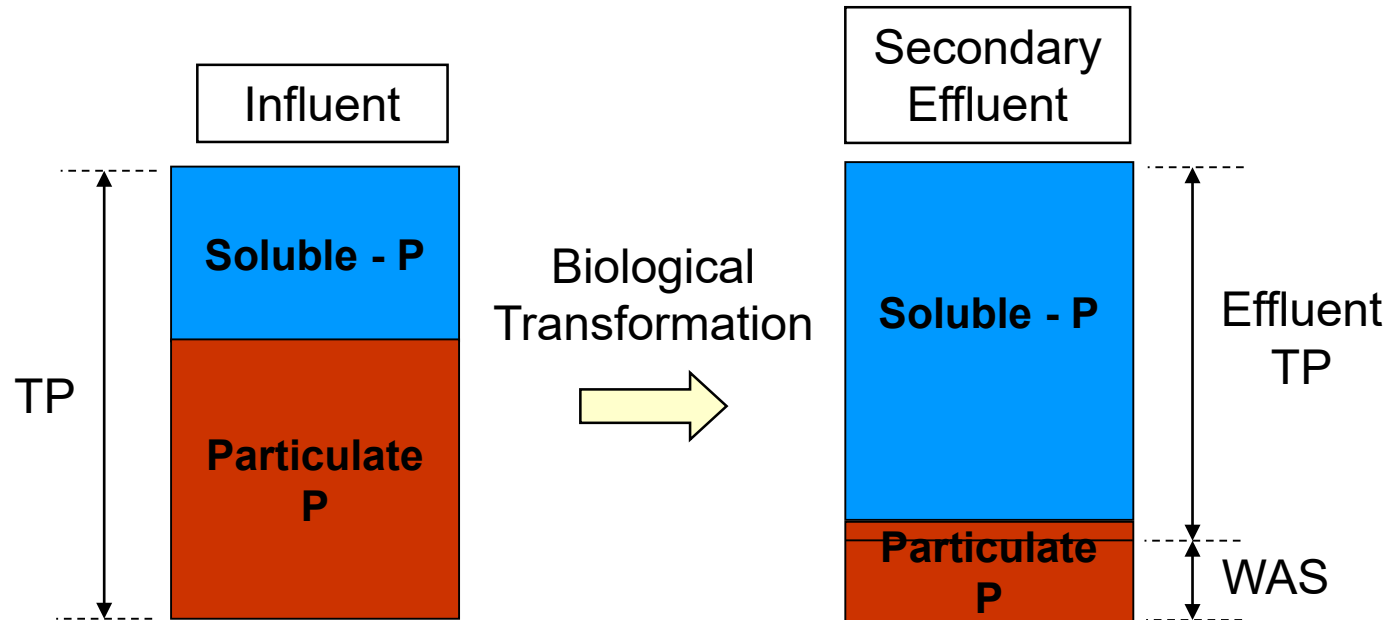 Influent
Secondary
Effluent
TP
Soluble - P
Particulate
P
Biological
Transformation
Soluble - P
Particulate
P
Effluent
TP
WAS